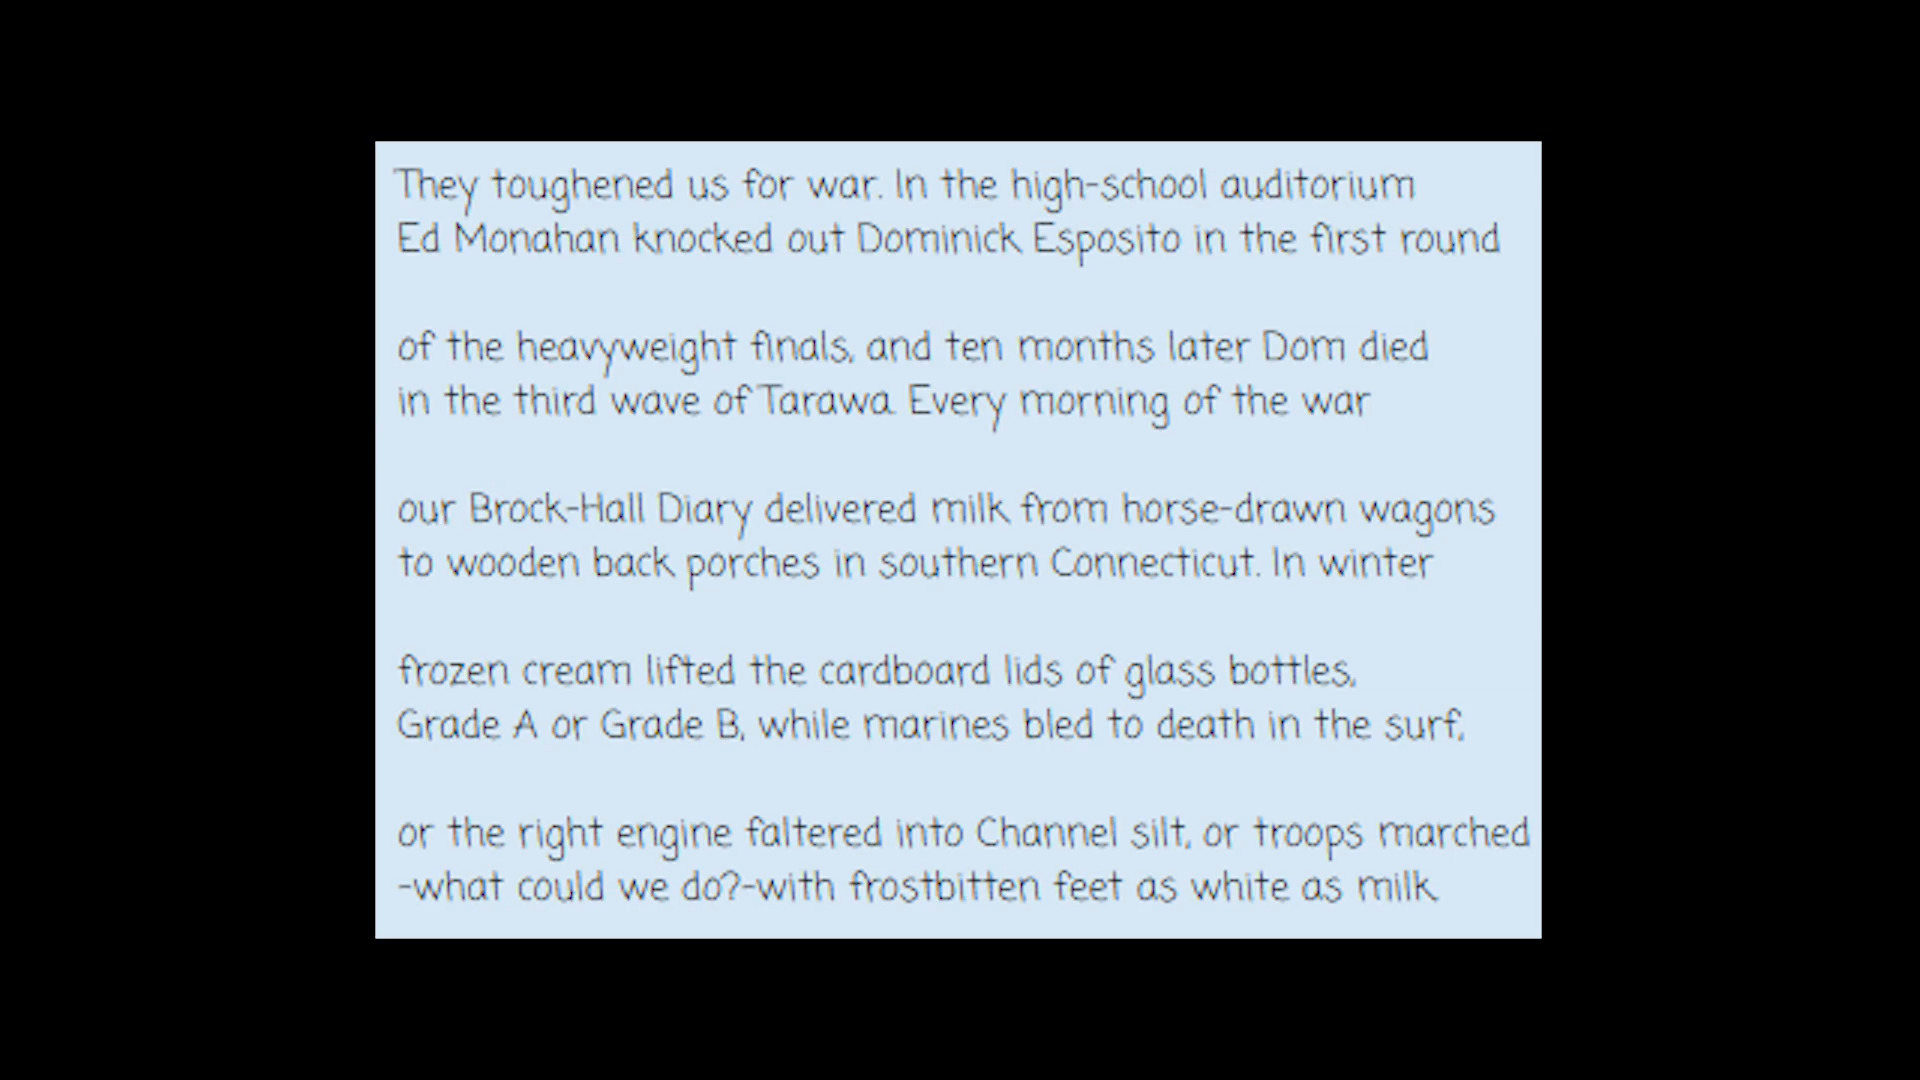 They toughened us for war. In the high-school auditorium
Ed Monahan knocked out Dominick Esposito in the first round
of the heavyweight finals, and ten months later Dom died
in the third wave of Tarawa. Every morning of the war
our Brock-Hall Diary delivered milk from horse-drawn wagons
to wooden back porches in southern Connecticut. In winter
frozen cream lifted the cardboard lids of glass bottles,
Grade A or Grade B, while marines bled to death in the surf,
or the right engine faltered into Channel silt, or troops marched
-what could we do?-with frostbitten feet as white as milk.